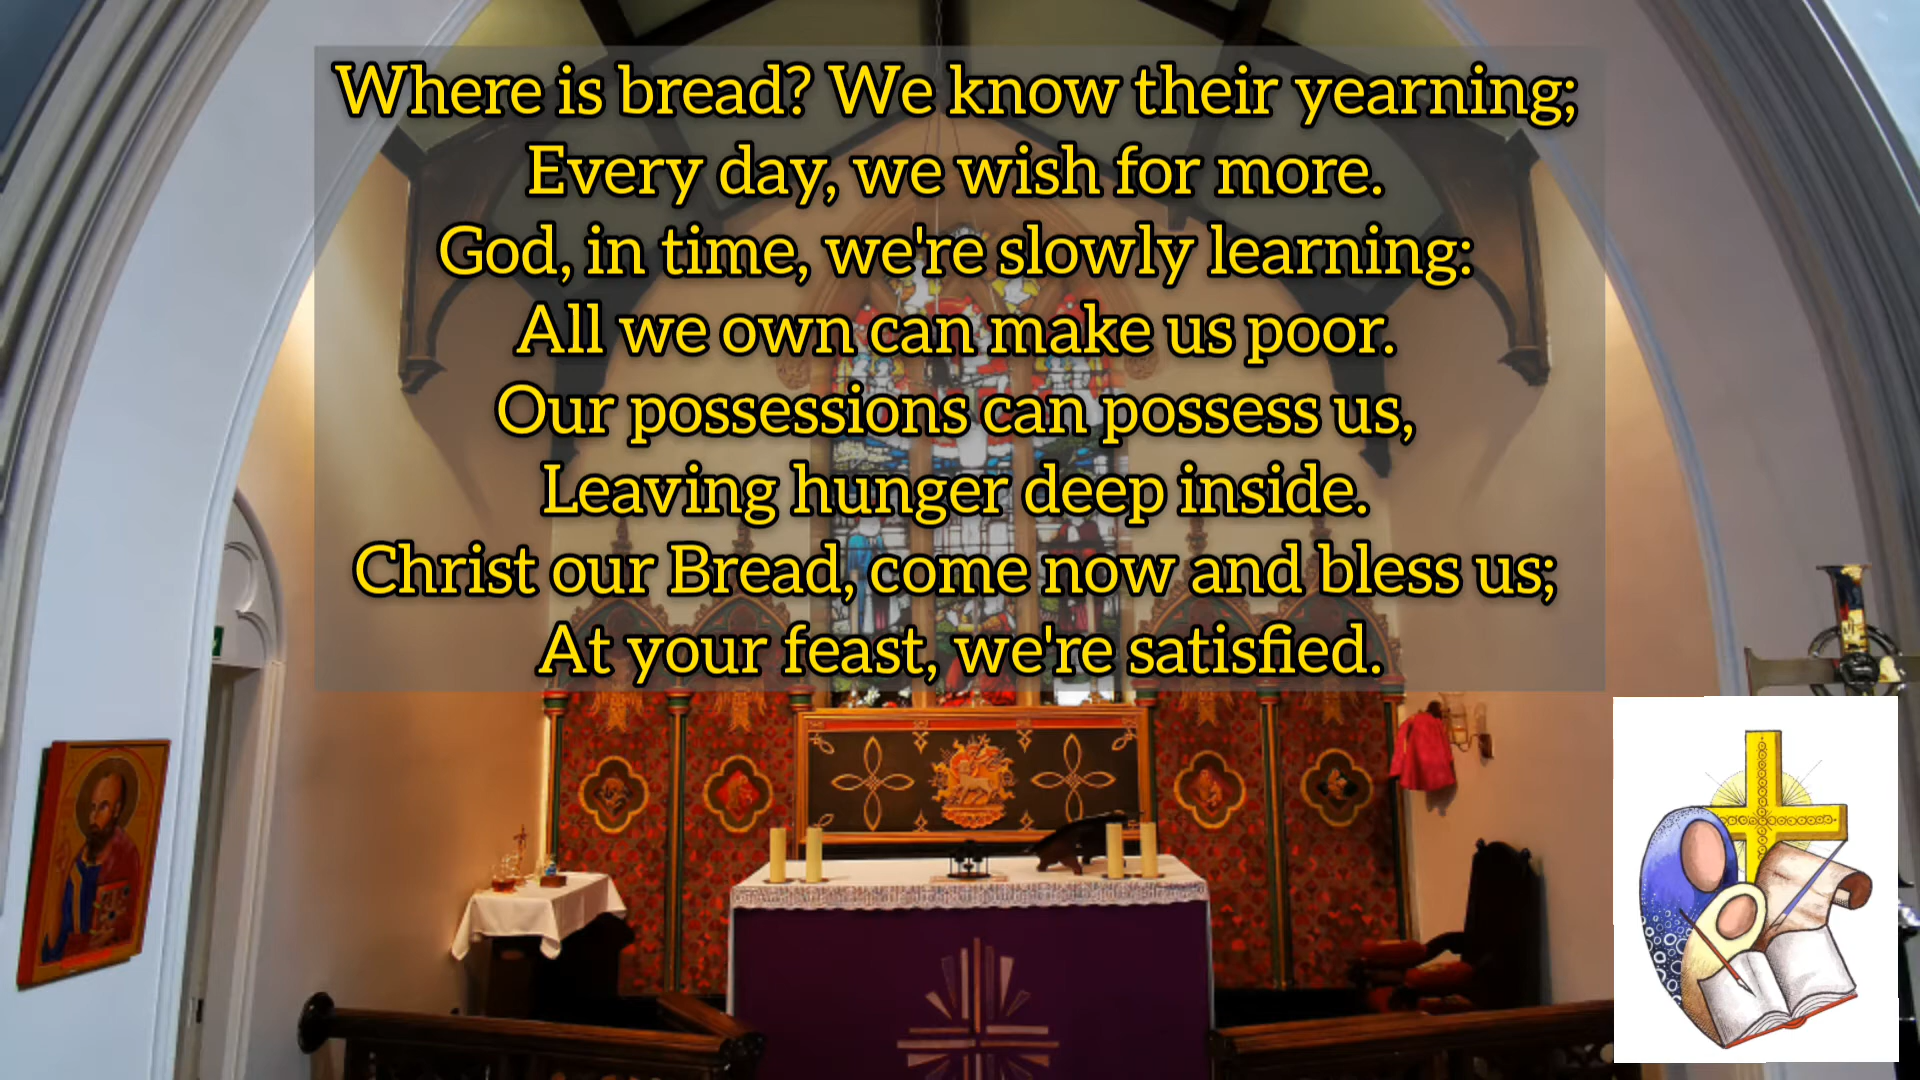 Where is bread? We know their yearning;
Every day, we wish for more.
God, in time, we're slowly learning:
All we own can make us poor.
Our possessions can possess us,
Leaving hunger deep inside.
Christ our Bread, come now and bless us;
At your feast, we're satisfied.